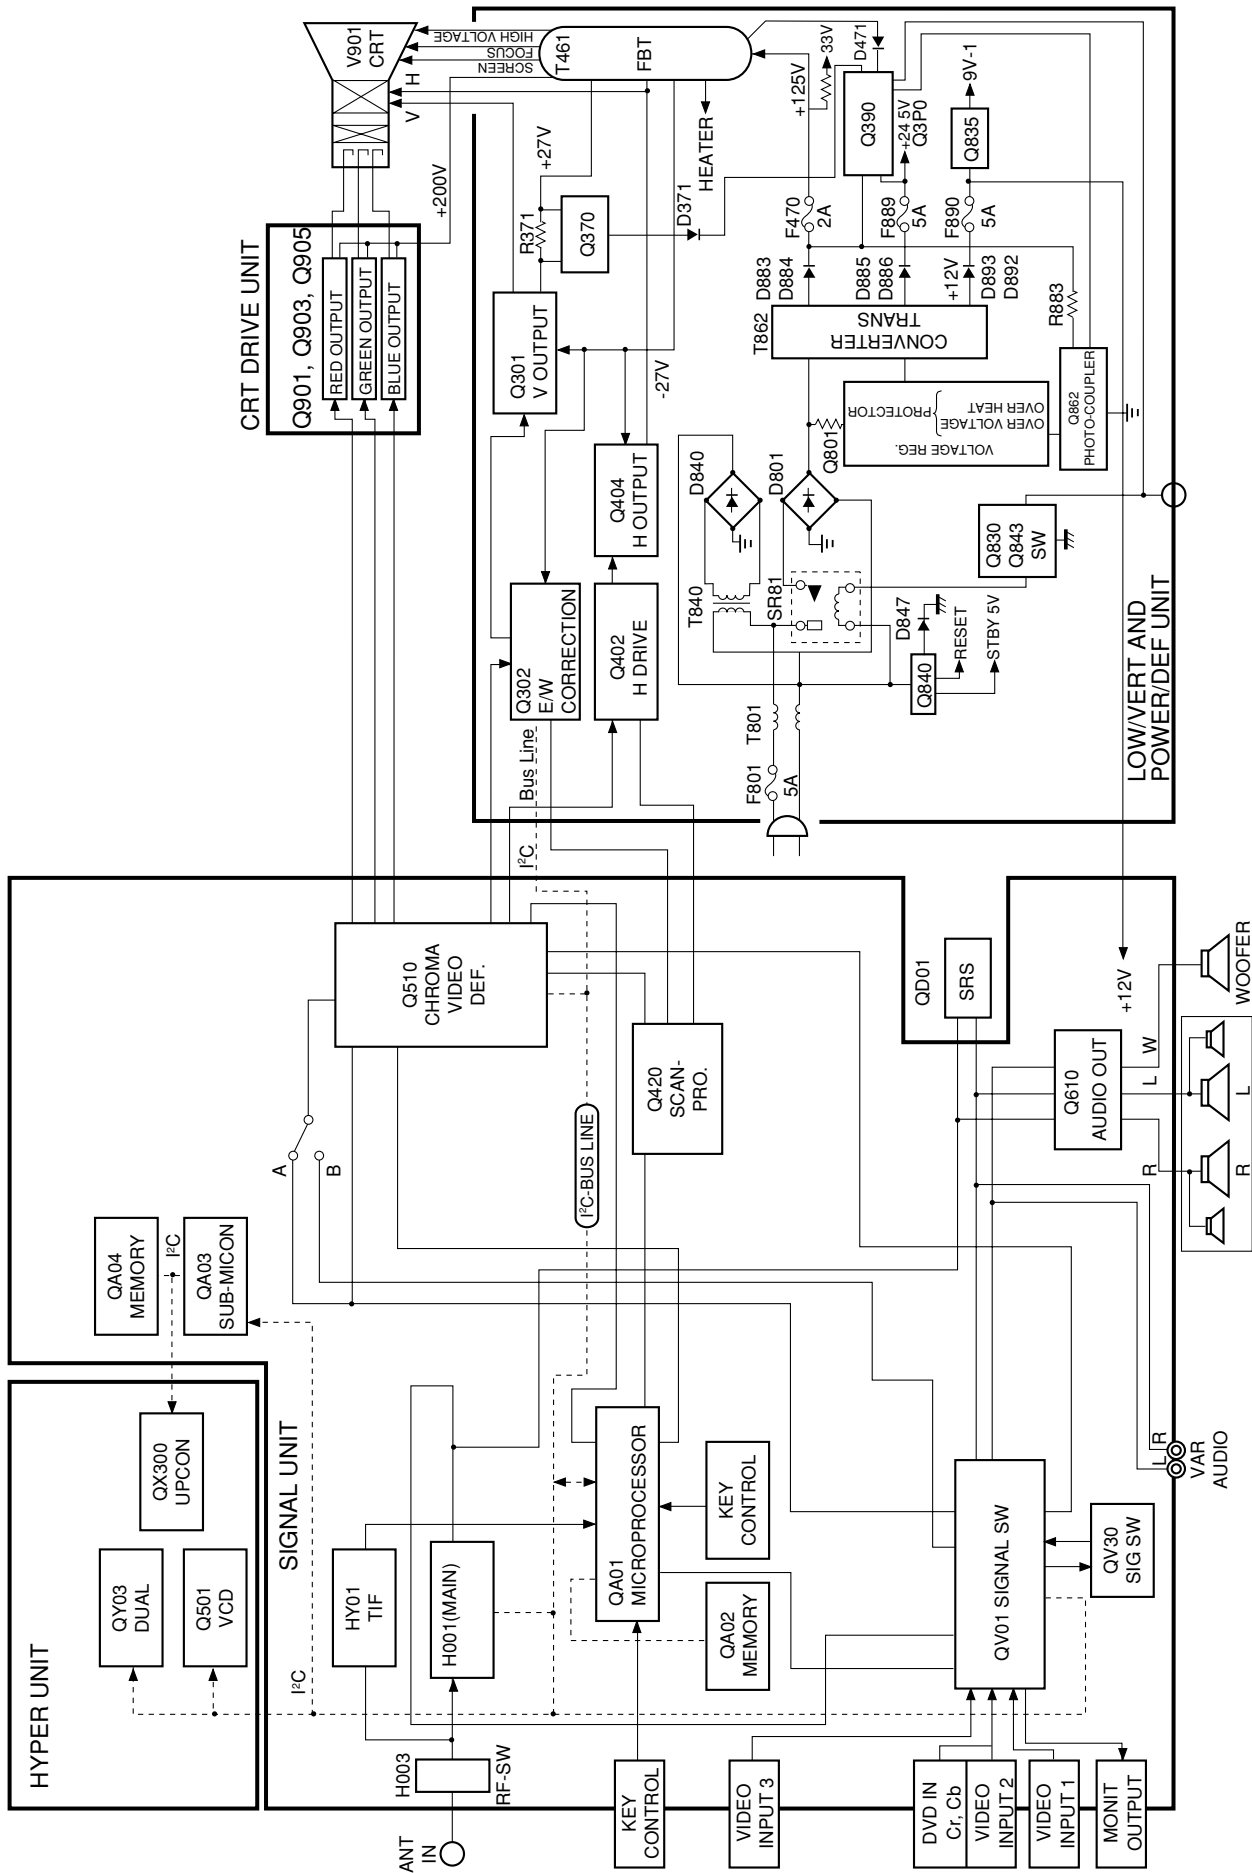 HYPER UNIT
QY03
DUAL
Q501
VCD
QX300
UPCON
QA04
MEMORY
I²C
QA03
SUB-MICON
I²C
SIGNAL UNIT
ANT
IN
H003
RF-SW
HY01
TIF
H001(MAIN)
QA01
MICROPROCESSOR
KEY
CONTROL
KEY
CONTROL
QA02
MEMORY
VIDEO
INPUT 3
DVD IN
Cr, Cb
VIDEO
INPUT 2
VIDEO
INPUT 1
MONIT
OUTPUT
QV01 SIGNAL SW
QV30
SIG SW
L R
VAR
AUDIO
A
B
Q510
CHROMA
VIDEO
DEF.
I²C-BUS LINE
Q420
SCAN-
PRO.
QD01
SRS
Q610
AUDIO OUT
R
L
W
R
L
WOOFER
+12V
I²C
Bus Line
CRT DRIVE UNIT
Q901, Q903, Q905
RED OUTPUT
GREEN OUTPUT
BLUE OUTPUT
+200V
V901
CRT
V
H
HIGH VOLTAGE
FOCUS
SCREEN
T461
FBT
HEATER
Q302
E/W
CORRECTION
Q402
H DRIVE
Q404
H OUTPUT
Q301
V OUTPUT
-27V
R371
+27V
Q370
D371
F801
5A
T801
T840
D840
SR81
D801
Q801
D847
Q840
RESET
STBY 5V
Q830
Q843
SW
T862
CONVERTER
TRANS
VOLTAGE REG.
OVER VOLTAGE
OVER HEAT
PROTECTOR
Q862
PHOTO-COUPLER
R883
D883
D884
D885
D886
+12V
D893
D892
F470
2A
F889
5A
F890
5A
+125V
33V
D471
Q390
+24 5V
Q3P0
Q835
9V-1
LOW/VERT AND
POWER/DEF UNIT